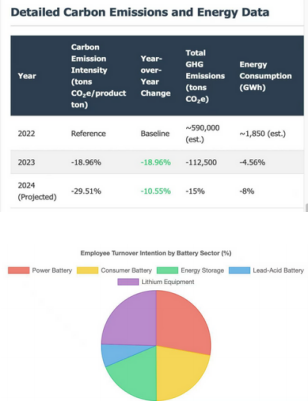 Detailed Carbon Emissions and Energy Data
Carbon
Emission
Intensity
(tons
CO₂e/product
ton)
Year-
over-
Year
Change
Total
GHG
Emissions
(tons
CO₂e)
Energy
Consumption
(GWh)
Year
2022 Reference Baseline ~590,000 (est.) ~1,850 (est.)
2023 -18.96% -18.96% -112,500 -4.56%
2024 (Projected) -29.51% -10.55% -15% -8%
Employee Turnover Intention by Battery Sector (%)
Power Battery Consumer Battery Energy Storage Lead-Acid Battery
Lithium Equipment